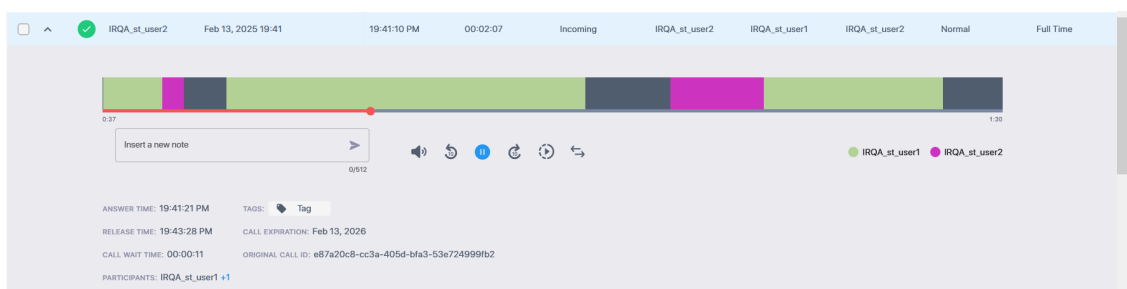 IRQA_st_user2 Feb 13, 2025 19:41 19:41:10 PM 00:02:07 Incoming IRQA_st_user2 IRQA_st_user1 IRQA_st_user2 Normal Full Time
0:37 1:30
Insert a new note
10 10
IRQA_st_user1 IRQA_st_user2
0/512
ANSWER TIME: 19:41:21 PM TAGS: Tag
RELEASE TIME: 19:43:28 PM CALL EXPIRATION: Feb 13, 2026
CALL WAIT TIME: 00:00:11 ORIGINAL CALL ID: e87a20c8-cc3a-405d-bfa3-53e724999fb2
PARTICIPANTS: IRQA_st_user1 +1